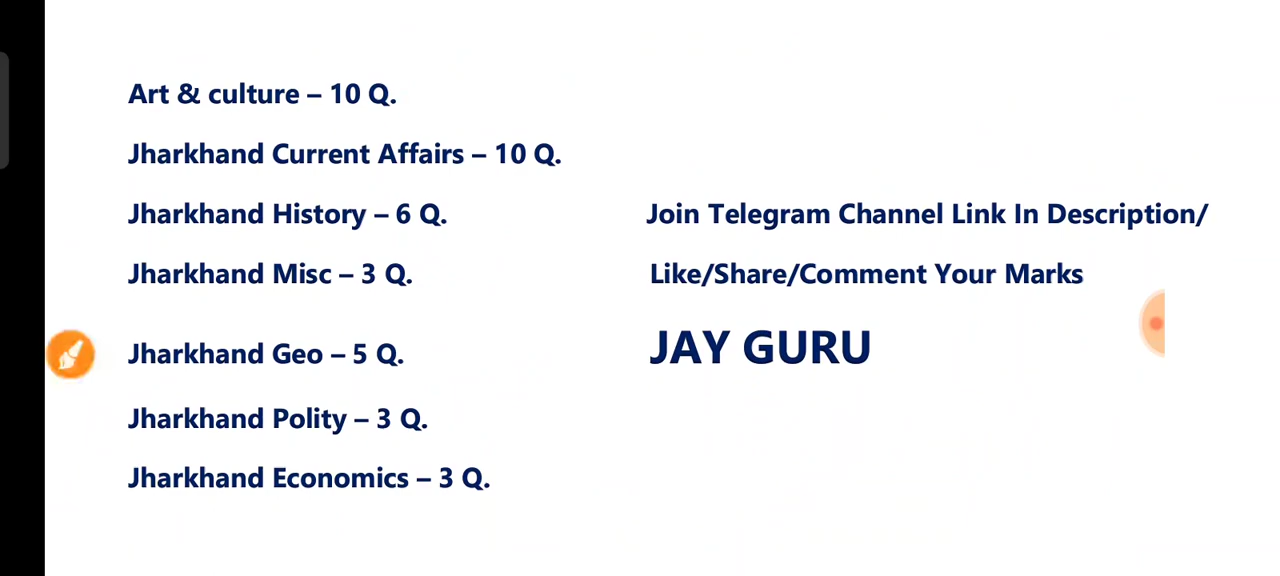 Art & culture – 10 Q.
Jharkhand Current Affairs – 10 Q.
Jharkhand History – 6 Q.
Jharkhand Misc – 3 Q.
Jharkhand Geo – 5 Q.
Jharkhand Polity – 3 Q.
Jharkhand Economics – 3 Q.
Join Telegram Channel Link In Description/
Like/Share/Comment Your Marks
JAY GURU